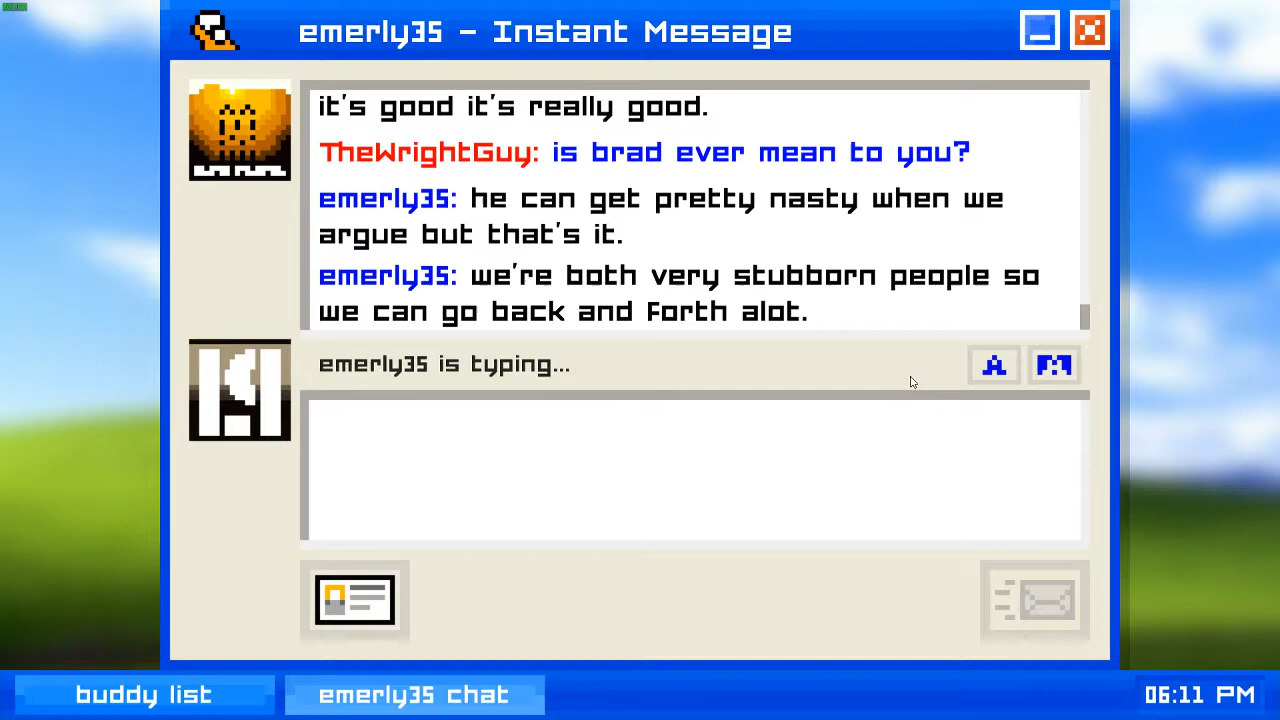 emerly35 - Instant Message
it's good it's really good.
TheWrightGuy: is brad ever mean to you?
emerly35: he can get pretty nasty when we
argue but that's it.
emerly35: we're both very stubborn people so
we can go back and forth alot.
emerly35 is typing...
A
buddy list
emerly35 chat
06:11 PM